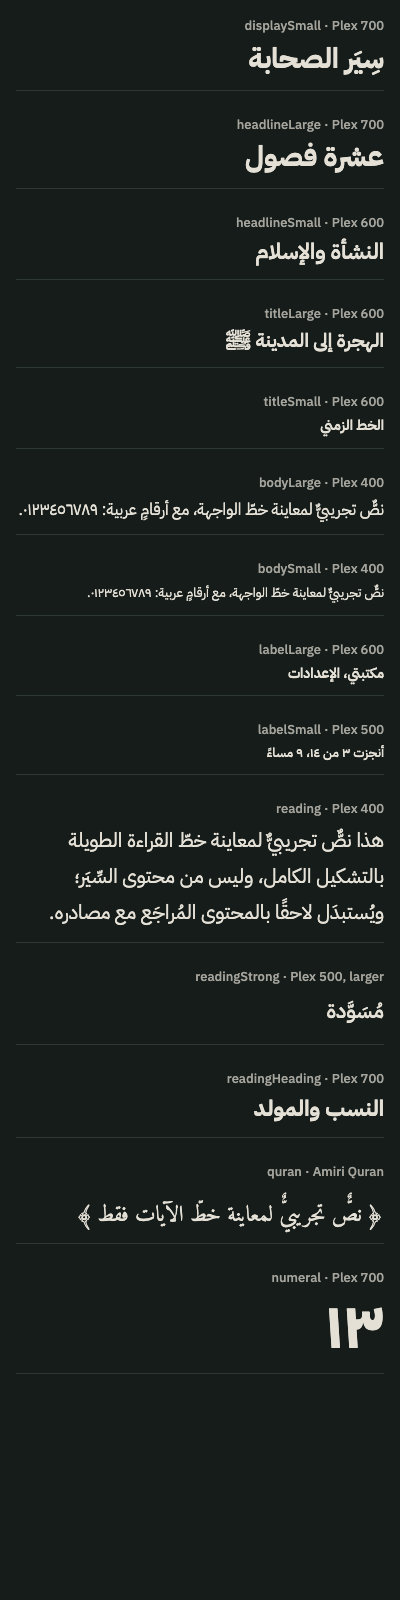 displaySmall · Plex 700
سِيَر الصحابة
headlineLarge · Plex 700
عشرة فصول
headlineSmall · Plex 600
النشأة والإسلام
titleLarge · Plex 600
الهجرة إلى المدينة ﷺ
titleSmall · Plex 600
الخط الزمني
bodyLarge · Plex 400
نصٌّ تجريبيٌّ لمعاينة خطّ الواجهة، مع أرقامٍ عربية: ٠١٢٣٤٥٦٧٨٩.
bodySmall · Plex 400
نصٌّ تجريبيٌّ لمعاينة خطّ الواجهة، مع أرقامٍ عربية: ٠١٢٣٤٥٦٧٨٩.
labelLarge · Plex 600
مكتبتي، الإعدادات
labelSmall · Plex 500
أنجزت ٣ من ١٤، ٩ مساءً
reading · Plex 400
هذا نصٌّ تجريبيٌّ لمعاينة خطّ القراءة الطويلة
بالتشكيل الكامل، وليس من محتوى السِّيَر؛
ويُستبدَل لاحقًا بالمحتوى المُراجَع مع مصادره.
readingStrong · Plex 500, larger
مُسَوَّدة
readingHeading · Plex 700
النسب والمولد
quran · Amiri Quran
﴿ نصٌّ تجريبيٌّ لمعاينة خطّ الآيات فقط ﴾
numeral · Plex 700
١٣